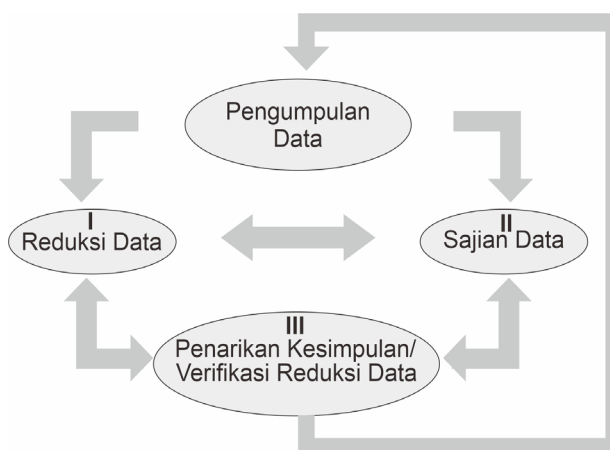 Pengumpulan
Data
I
Reduksi Data
II
Sajian Data
III
Penarikan Kesimpulan/
Verifikasi Reduksi Data